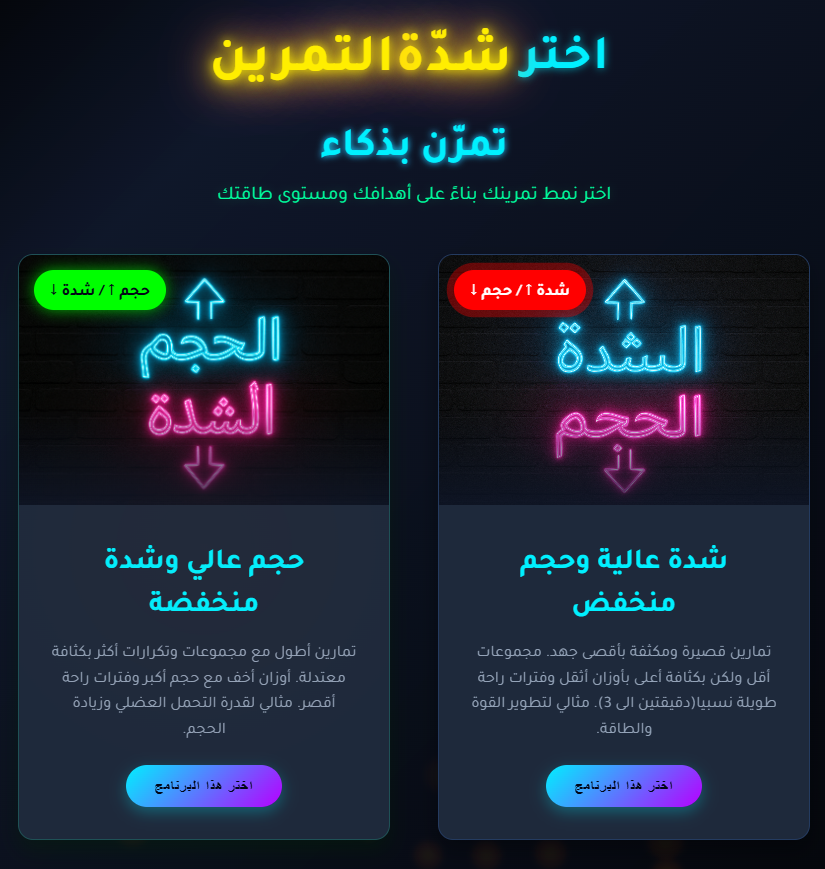 اختر شدّة التمرين
تمرّن بذكاء
اختر نمط تمرينك بناءً على أهدافك ومستوى طاقتك
شدة ↑ / حجم ↓
الشدة
الحجم
شدة عالية وحجم
منخفض
تمارين قصيرة ومكثفة بأقصى جهد. مجموعات
أقل ولكن بكثافة أعلى بأوزان أثقل وفترات راحة
طويلة نسبيا(دقيقتين الى 3). مثالي لتطوير القوة
والطاقة.
اختر هذا البرنامج
حجم ↑ / شدة ↓
الحجم
الشدة
حجم عالي وشدة
منخفضة
تمارين أطول مع مجموعات وتكرارات أكثر بكثافة
معتدلة. أوزان أخف مع حجم أكبر وفترات راحة
أقصر. مثالي لقدرة التحمل العضلي وزيادة
الحجم.
اختر هذا البرنامج